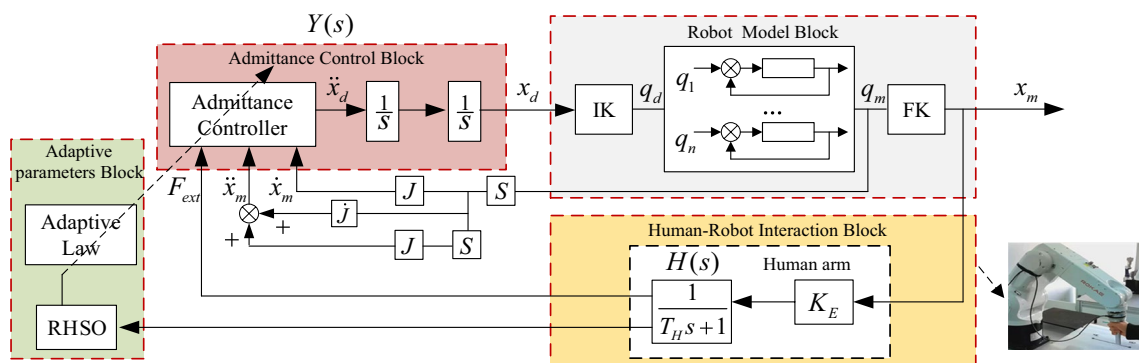 Y(s)
Admittance Control Block
Admittance
Controller
ẍ_d
1/s
1/s
x_d
Robot Model Block
IK
q_d
q_1
q_n
...
q_m
FK
x_m
Adaptive
parameters Block
Adaptive
Law
RHSO
F_ext
ẍ_m
ẋ_m
J
S
J̇
+
+
J
S
Human-Robot Interaction Block
H(s)
Human arm
1/(T_H s+1)
K_E